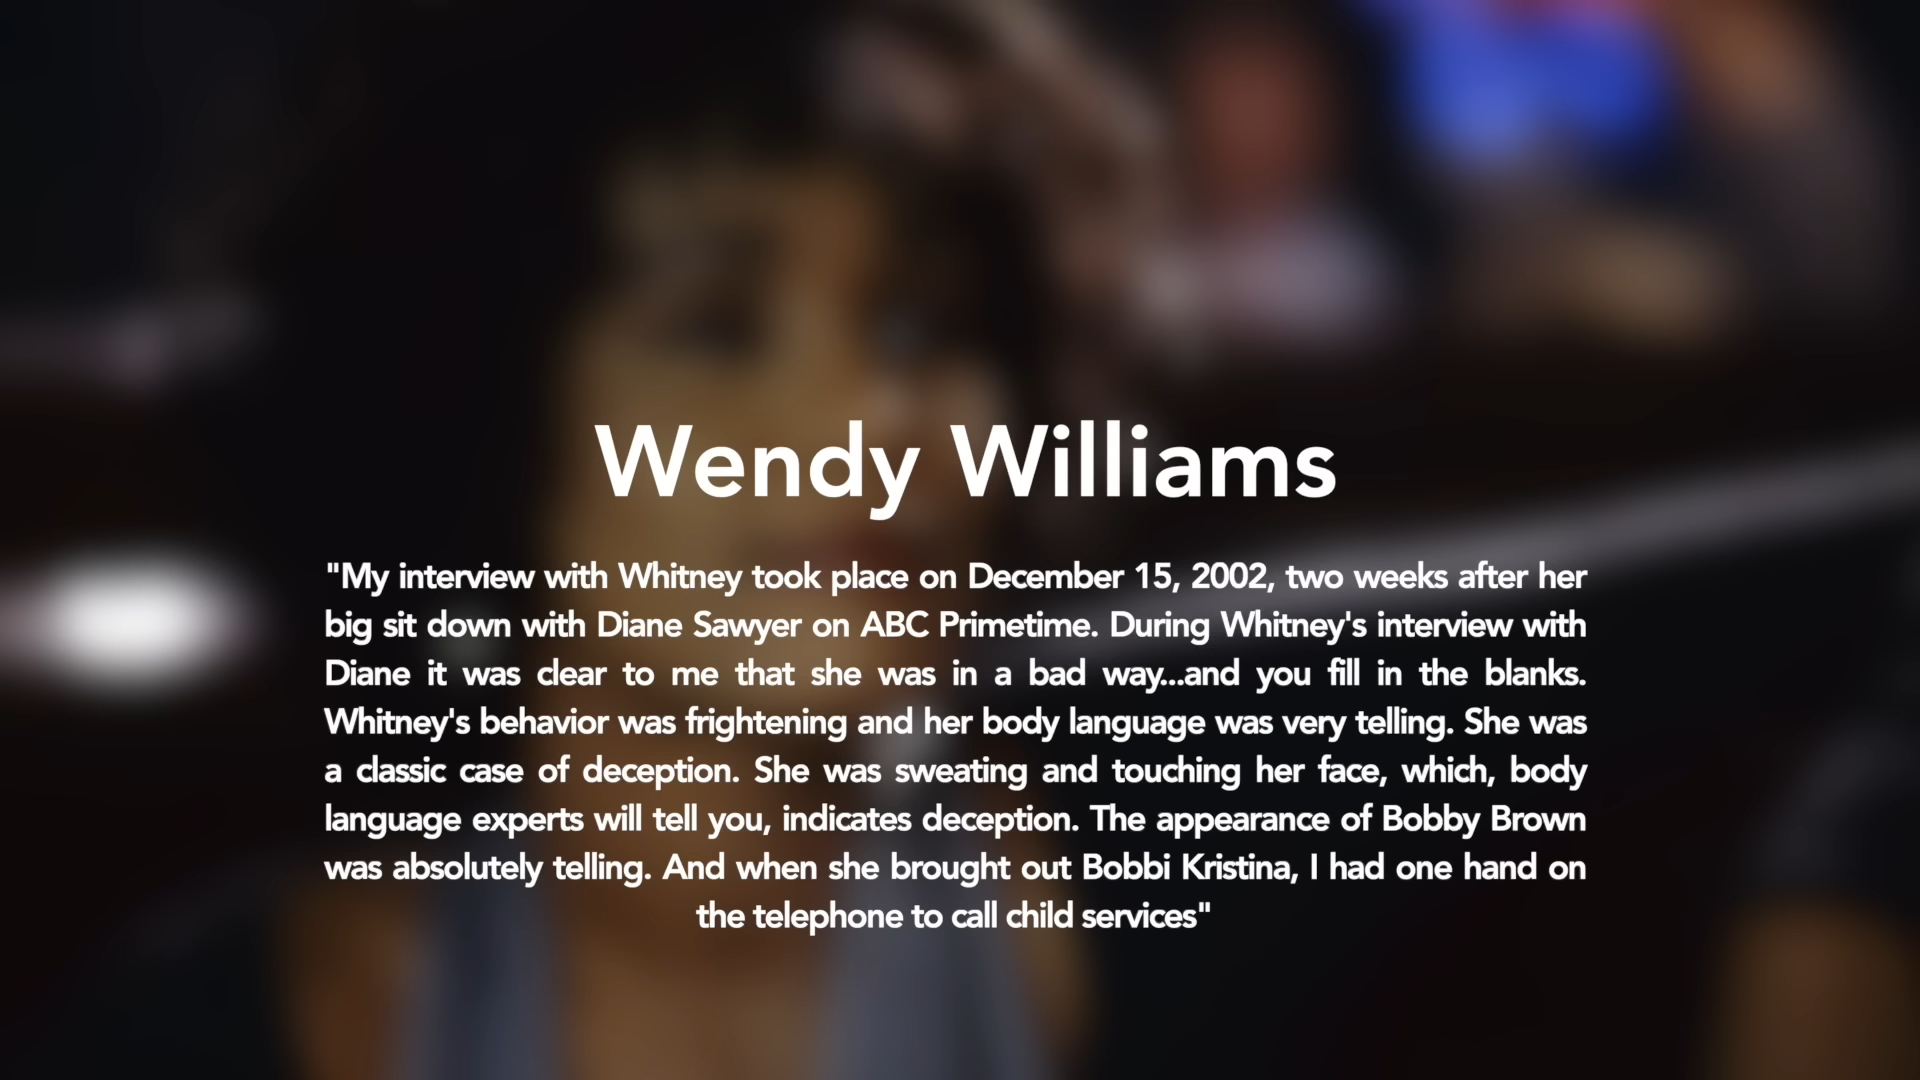 Wendy Williams
"My interview with Whitney took place on December 15, 2002, two weeks after her
big sit down with Diane Sawyer on ABC Primetime. During Whitney's interview with
Diane it was clear to me that she was in a bad way...and you fill in the blanks.
Whitney's behavior was frightening and her body language was very telling. She was
a classic case of deception. She was sweating and touching her face, which, body
language experts will tell you, indicates deception. The appearance of Bobby Brown
was absolutely telling. And when she brought out Bobbi Kristina, I had one hand on
the telephone to call child services"